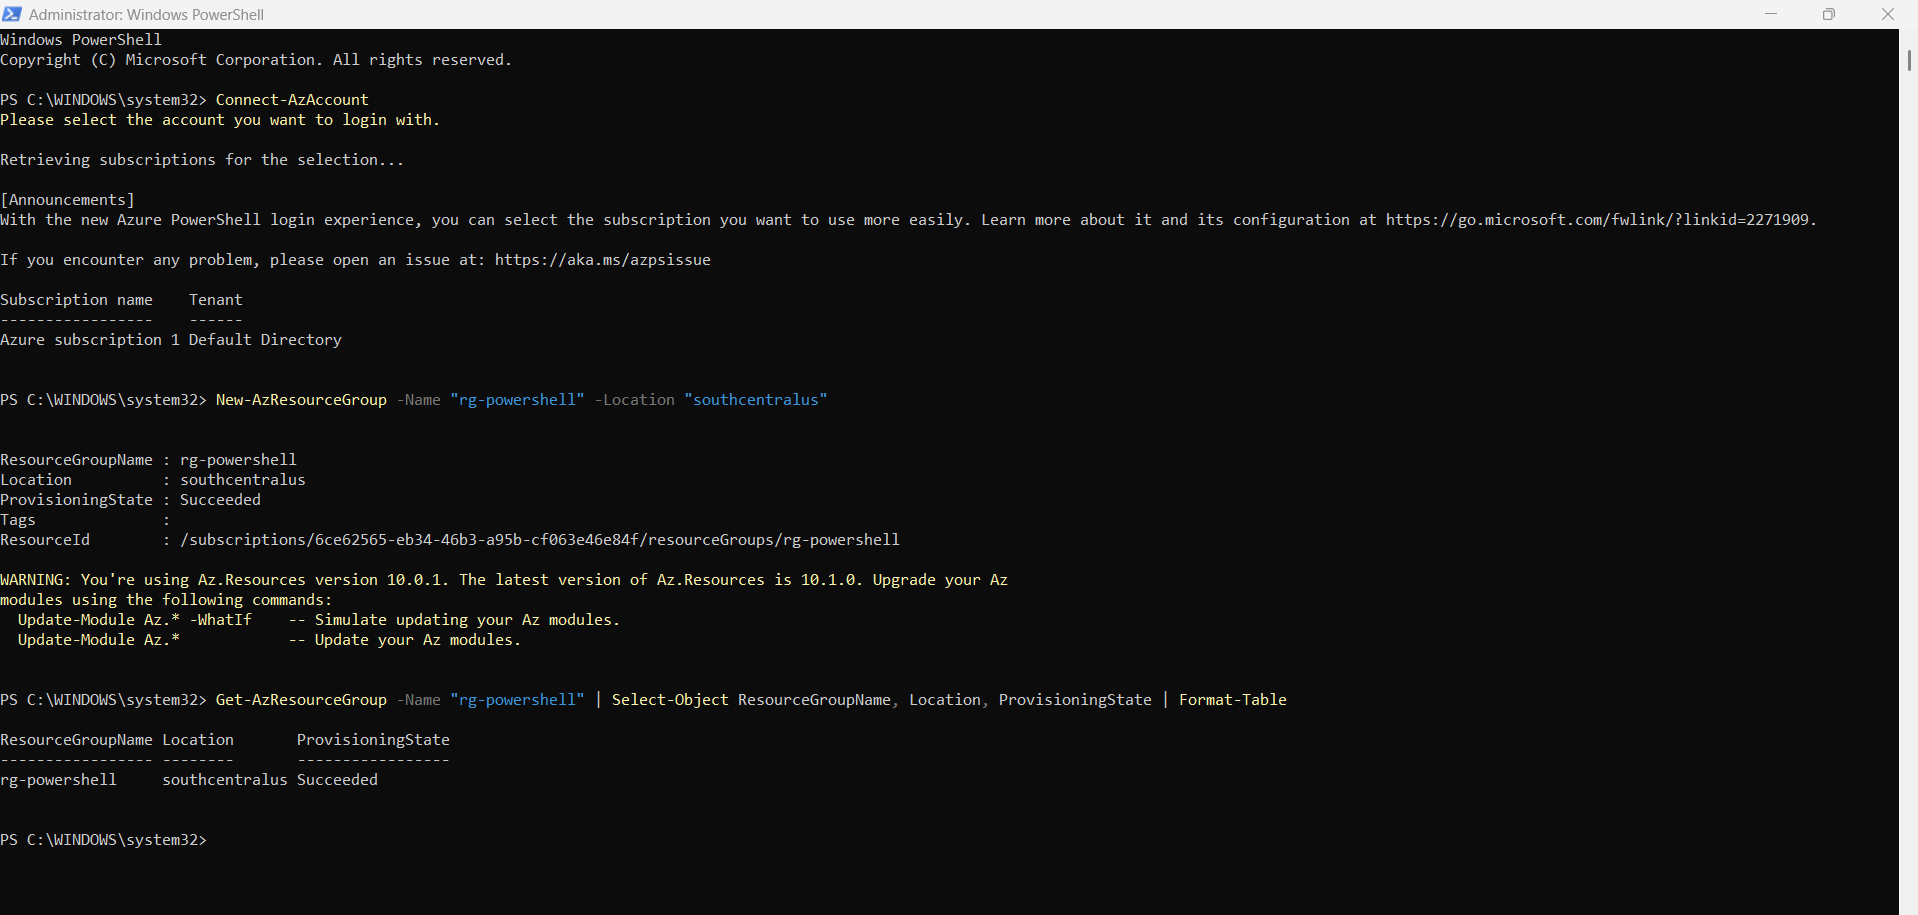 Administrator: Windows PowerShell
Windows PowerShell
Copyright (C) Microsoft Corporation. All rights reserved.
PS C:\WINDOWS\system32> Connect-AzAccount
Please select the account you want to login with.
Retrieving subscriptions for the selection...
[Announcements]
With the new Azure PowerShell login experience, you can select the subscription you want to use more easily. Learn more about it and its configuration at https://go.microsoft.com/fwlink/?linkid=2271909.
If you encounter any problem, please open an issue at: https://aka.ms/azpsissue
Subscription name    Tenant
-----------------    ------
Azure subscription 1 Default Directory
PS C:\WINDOWS\system32> New-AzResourceGroup -Name "rg-powershell" -Location "southcentralus"
ResourceGroupName : rg-powershell
Location          : southcentralus
ProvisioningState : Succeeded
Tags              :
ResourceId        : /subscriptions/6ce62565-eb34-46b3-a95b-cf063e46e84f/resourceGroups/rg-powershell
WARNING: You're using Az.Resources version 10.0.1. The latest version of Az.Resources is 10.1.0. Upgrade your Az
modules using the following commands:
  Update-Module Az.* -WhatIf    -- Simulate updating your Az modules.
  Update-Module Az.*            -- Update your Az modules.
PS C:\WINDOWS\system32> Get-AzResourceGroup -Name "rg-powershell" | Select-Object ResourceGroupName, Location, ProvisioningState | Format-Table
ResourceGroupName Location       ProvisioningState
----------------- --------       -----------------
rg-powershell     southcentralus Succeeded
PS C:\WINDOWS\system32>